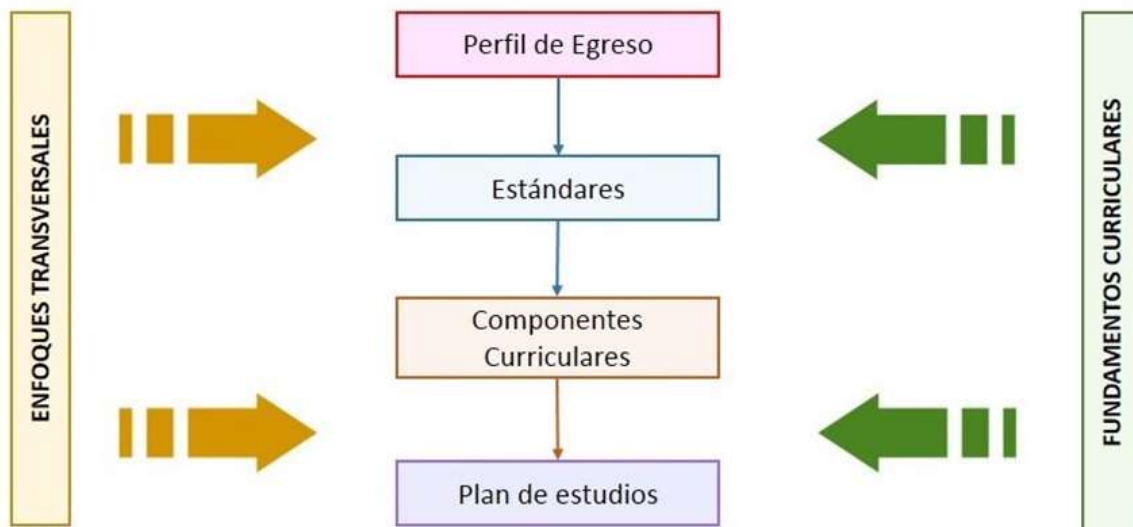 ENFOQUES TRANSVERSALES
Perfil de Egreso
Estándares
Componentes
Curriculares
Plan de estudios
FUNDAMENTOS CURRICULARES